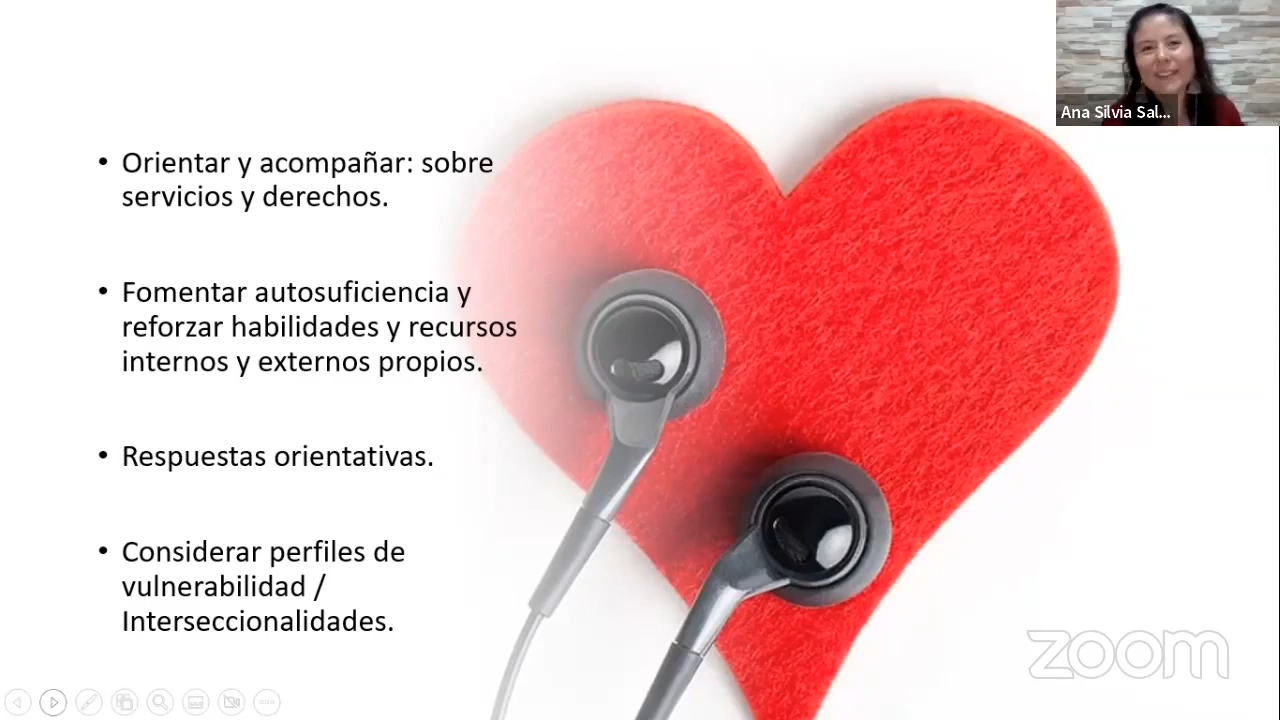 Ana Silvia Sal...
• Orientar y acompañar: sobre
servicios y derechos.
• Fomentar autosuficiencia y
reforzar habilidades y recursos
internos y externos propios.
• Respuestas orientativas.
• Considerar perfiles de
vulnerabilidad /
Interseccionalidades.
zoom